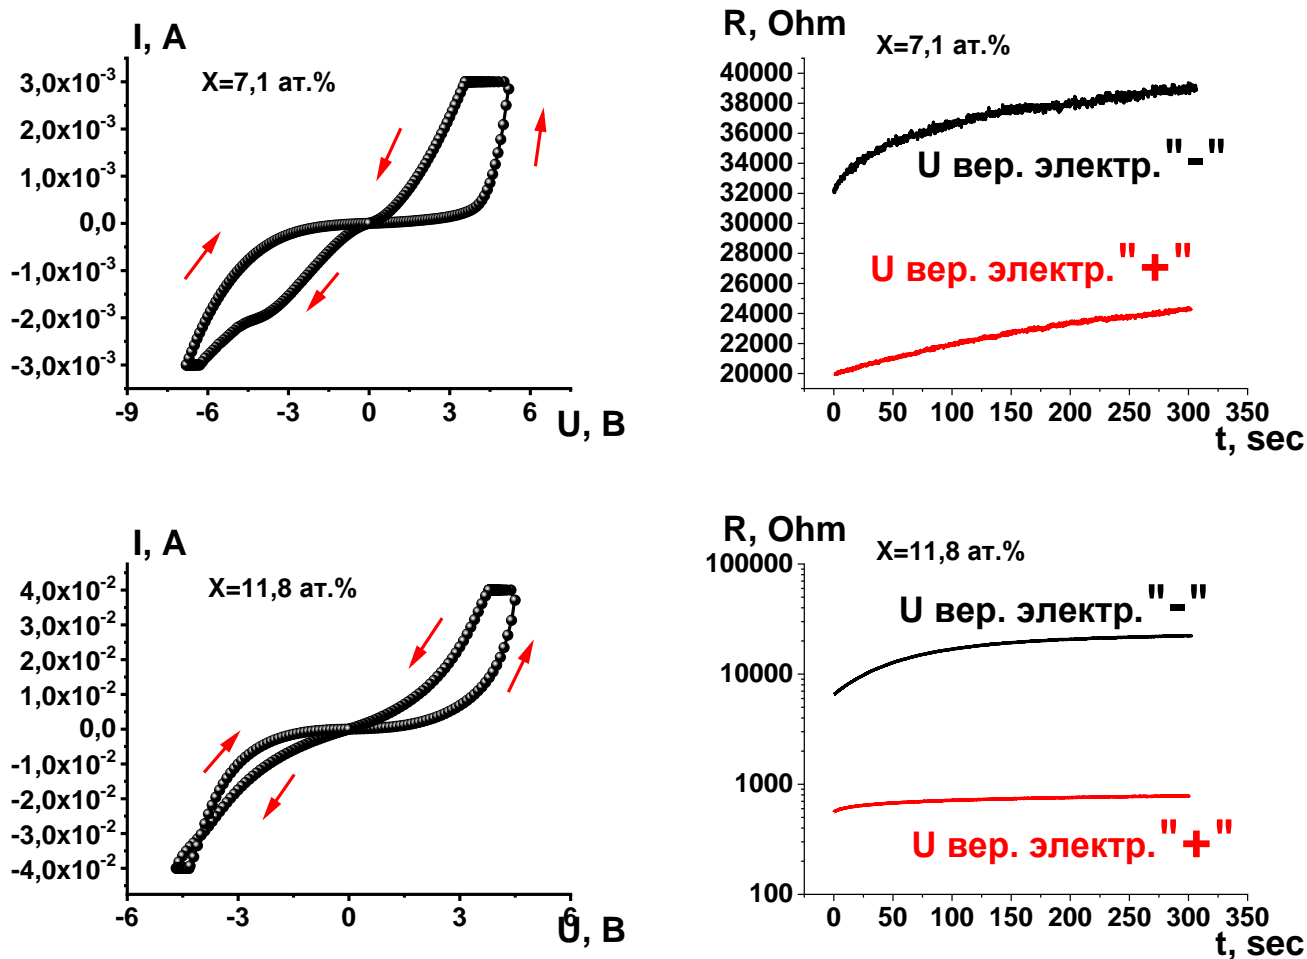 I, A
X=7,1 ат.%
3,0x10⁻³
2,0x10⁻³
1,0x10⁻³
0,0
-1,0x10⁻³
-2,0x10⁻³
-3,0x10⁻³
-9 -6 -3 0 3 6
U, B
R, Ohm
X=7,1 ат.%
40000
38000
36000
34000
32000
30000
28000
26000
24000
22000
20000
U вер. электр."-"
U вер. электр."+"
0 50 100 150 200 250 300 350
t, sec
I, A
X=11,8 ат.%
4,0x10⁻²
3,0x10⁻²
2,0x10⁻²
1,0x10⁻²
0,0
-1,0x10⁻²
-2,0x10⁻²
-3,0x10⁻²
-4,0x10⁻²
-6 -3 0 3 6
U, B
R, Ohm
X=11,8 ат.%
100000
10000
1000
100
U вер. электр."-"
U вер. электр."+"
0 50 100 150 200 250 300 350
t, sec